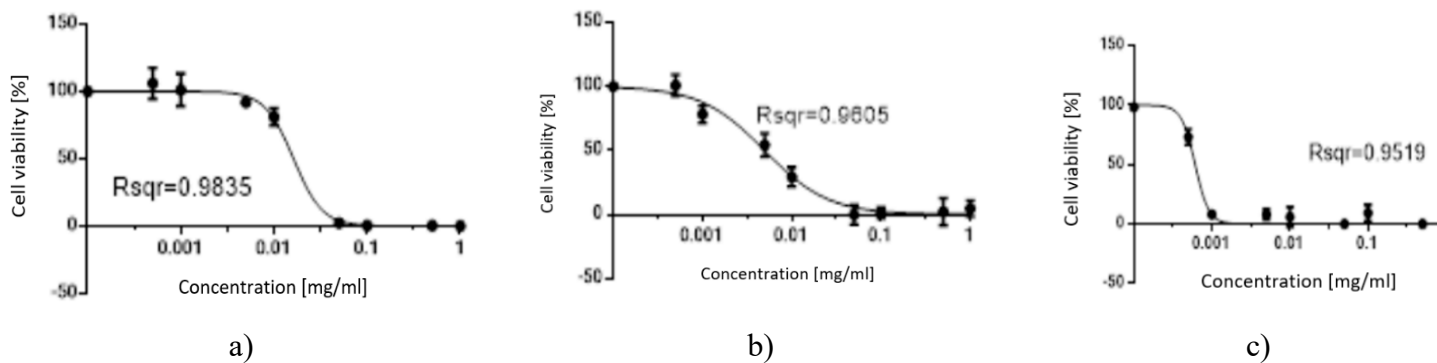 150
100
50
0
-50
Cell viability [%]
Rsqr=0.9835
0.001 0.01 0.1 1
Concentration [mg/ml]
a)
150
100
50
0
-50
Cell viability [%]
Rsqr=0.9605
0.001 0.01 0.1 1
Concentration [mg/ml]
b)
150
100
50
0
-50
Cell viability [%]
Rsqr=0.9519
0.001 0.01 0.1
Concentration [mg/ml]
c)